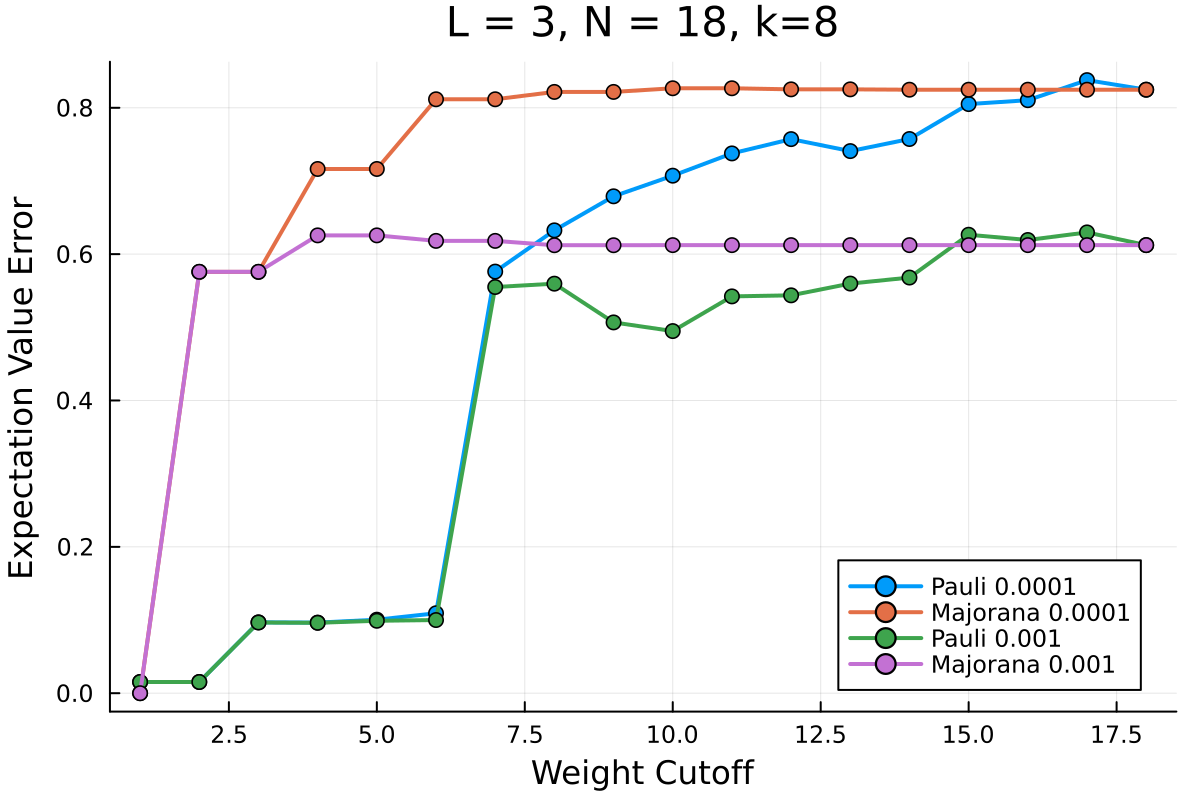 L = 3, N = 18, k=8
Expectation Value Error
0.8
0.6
0.4
0.2
0.0
2.5
5.0
7.5
10.0
12.5
15.0
17.5
Weight Cutoff
Pauli 0.0001
Majorana 0.0001
Pauli 0.001
Majorana 0.001